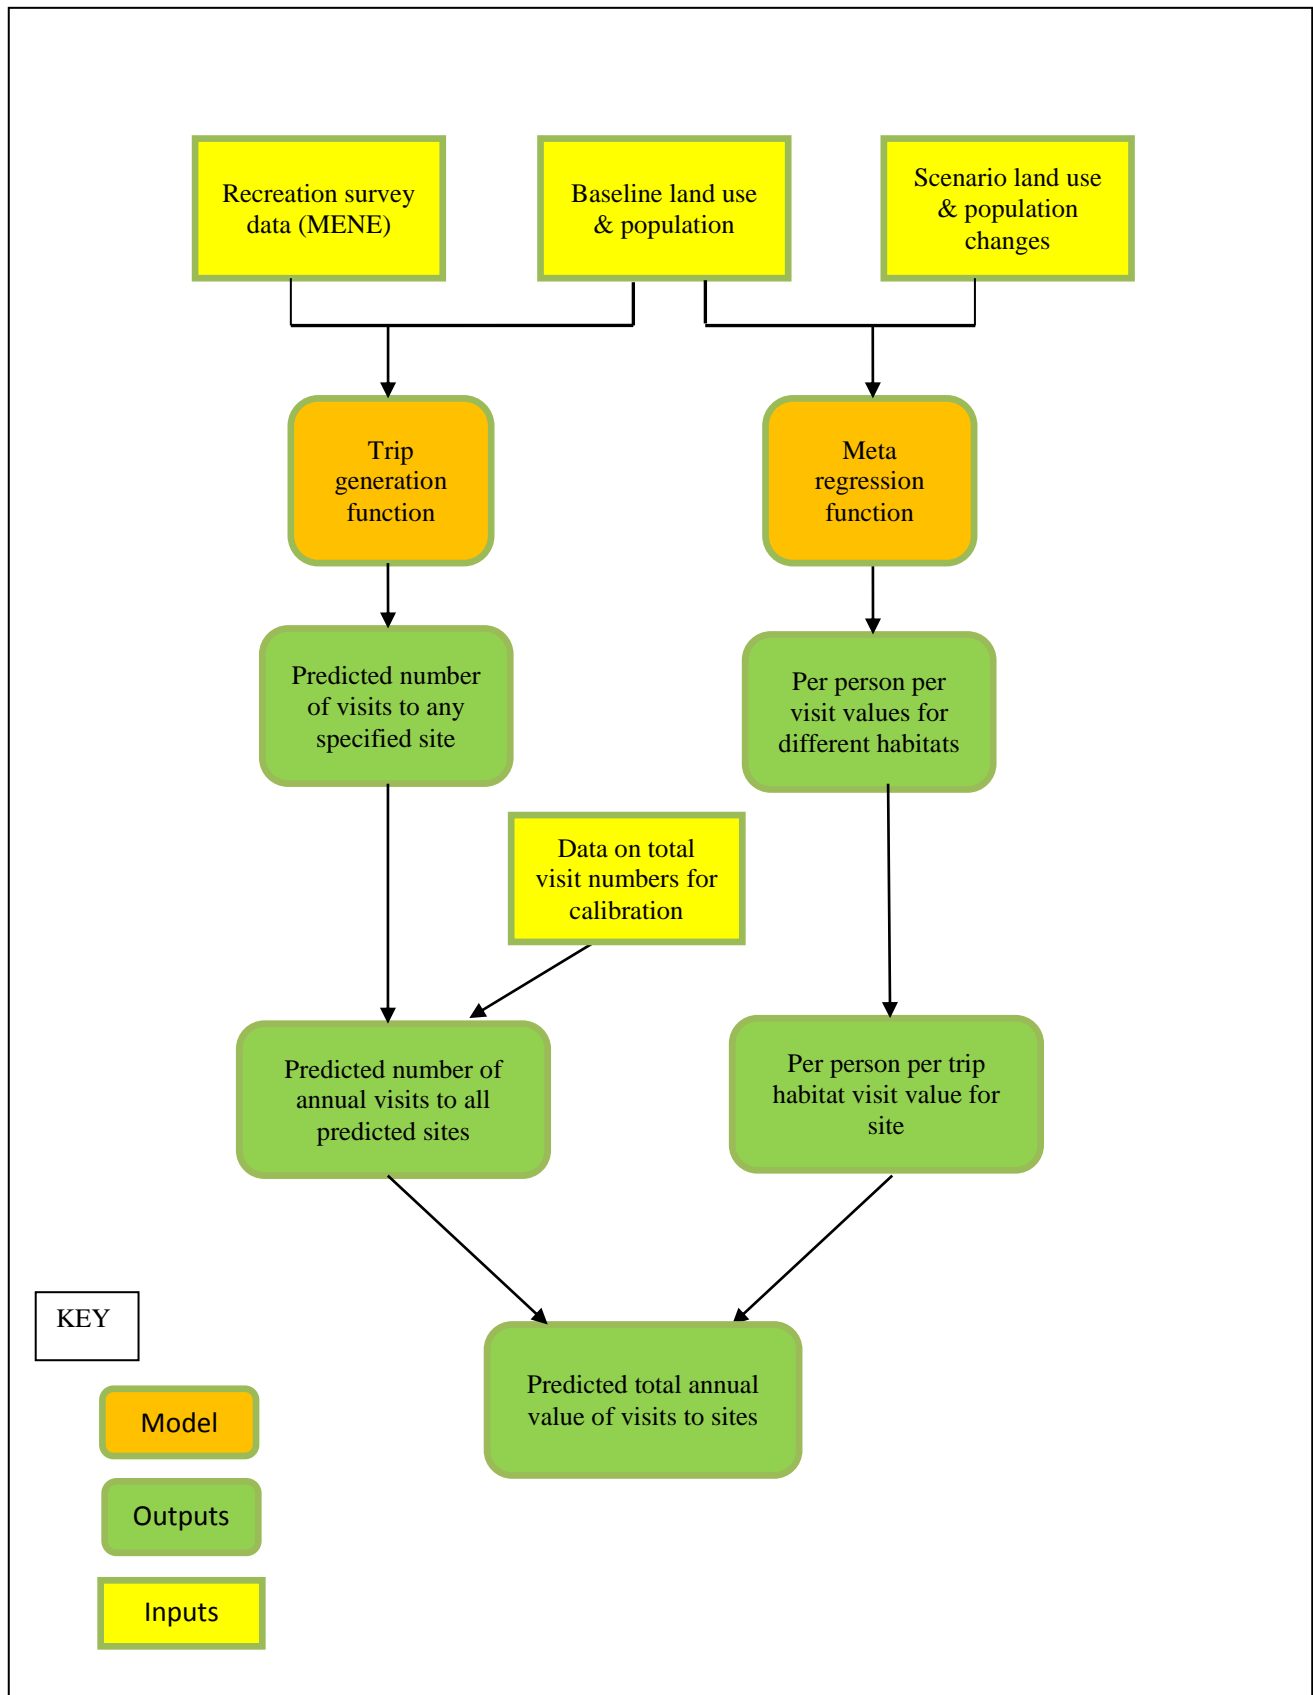 Recreation survey
data (MENE)
Baseline land use
& population
Scenario land use
& population
changes
Trip
generation
function
Meta
regression
function
Predicted number
of visits to any
specified site
Per person per
visit values for
different habitats
Data on total
visit numbers for
calibration
Predicted number of
annual visits to all
predicted sites
Per person per trip
habitat visit value for
site
Predicted total annual
value of visits to sites
KEY
Model
Outputs
Inputs